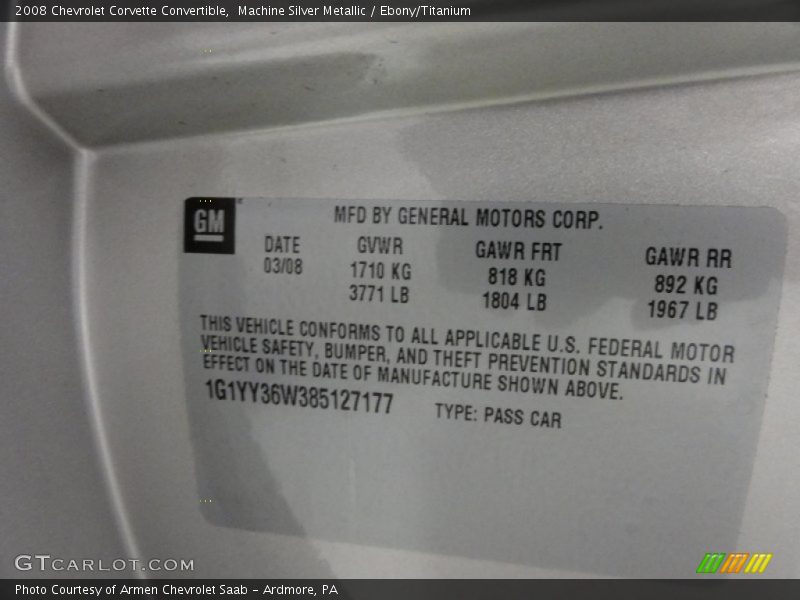 2008 Chevrolet Corvette Convertible,  Machine Silver Metallic / Ebony/Titanium
GM
MFD BY GENERAL MOTORS CORP.
DATE GVWR GAWR FRT GAWR RR
03/08 1710 KG 818 KG 892 KG
3771 LB 1804 LB 1967 LB
THIS VEHICLE CONFORMS TO ALL APPLICABLE U.S. FEDERAL MOTOR
VEHICLE SAFETY, BUMPER, AND THEFT PREVENTION STANDARDS IN
EFFECT ON THE DATE OF MANUFACTURE SHOWN ABOVE.
1G1YY36W385127177 TYPE: PASS CAR
GTCARLOT.COM
Photo Courtesy of Armen Chevrolet Saab - Ardmore, PA